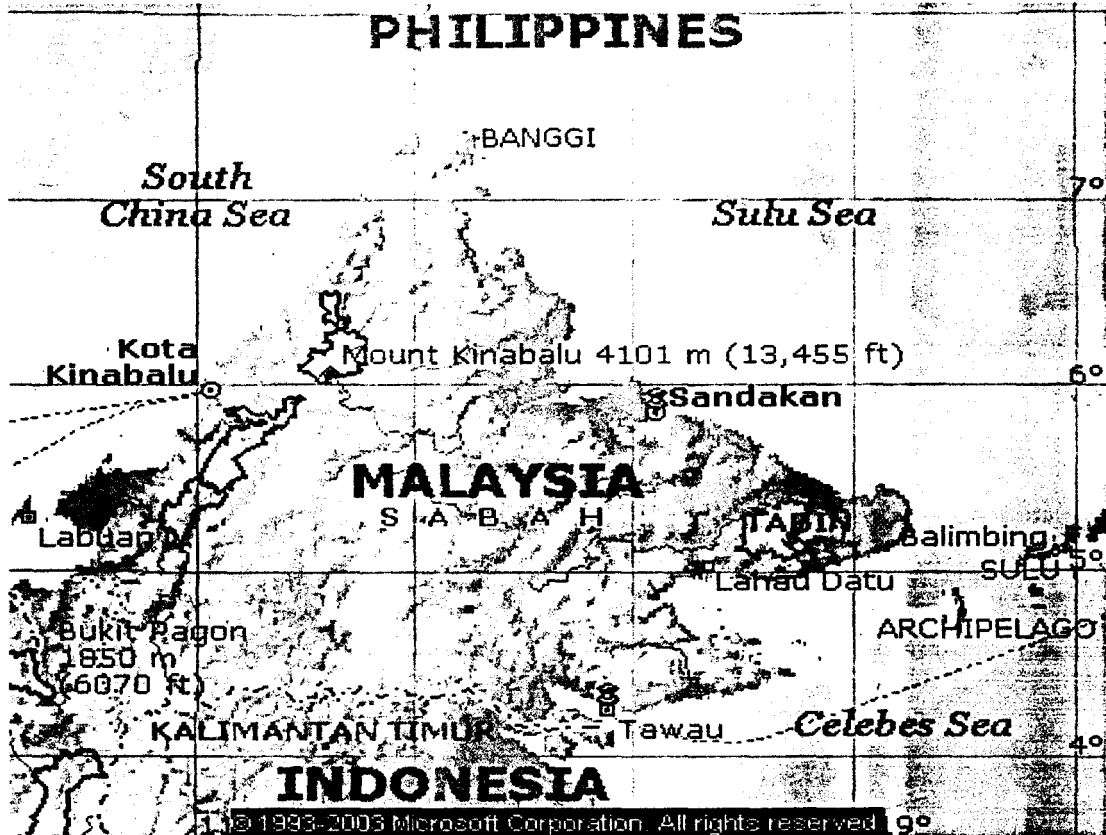 PHILIPPINES
BANGGI
South
China Sea
7°
Sulu Sea
Kota
Kinabalu
Mount Kinabalu 4101 m (13,455 ft)
6°
Sandakan
MALAYSIA
S A B A H
TABIN
Labuan
Balimbing
SULU
5°
Lahad Datu
ARCHIPELAGO
Bukit Pagon
1850 m
(6070 ft)
KALIMANTAN TIMUR
Tawau
Celebes Sea
4°
INDONESIA
© 1993-2003 Microsoft Corporation. All rights reserved.
9°